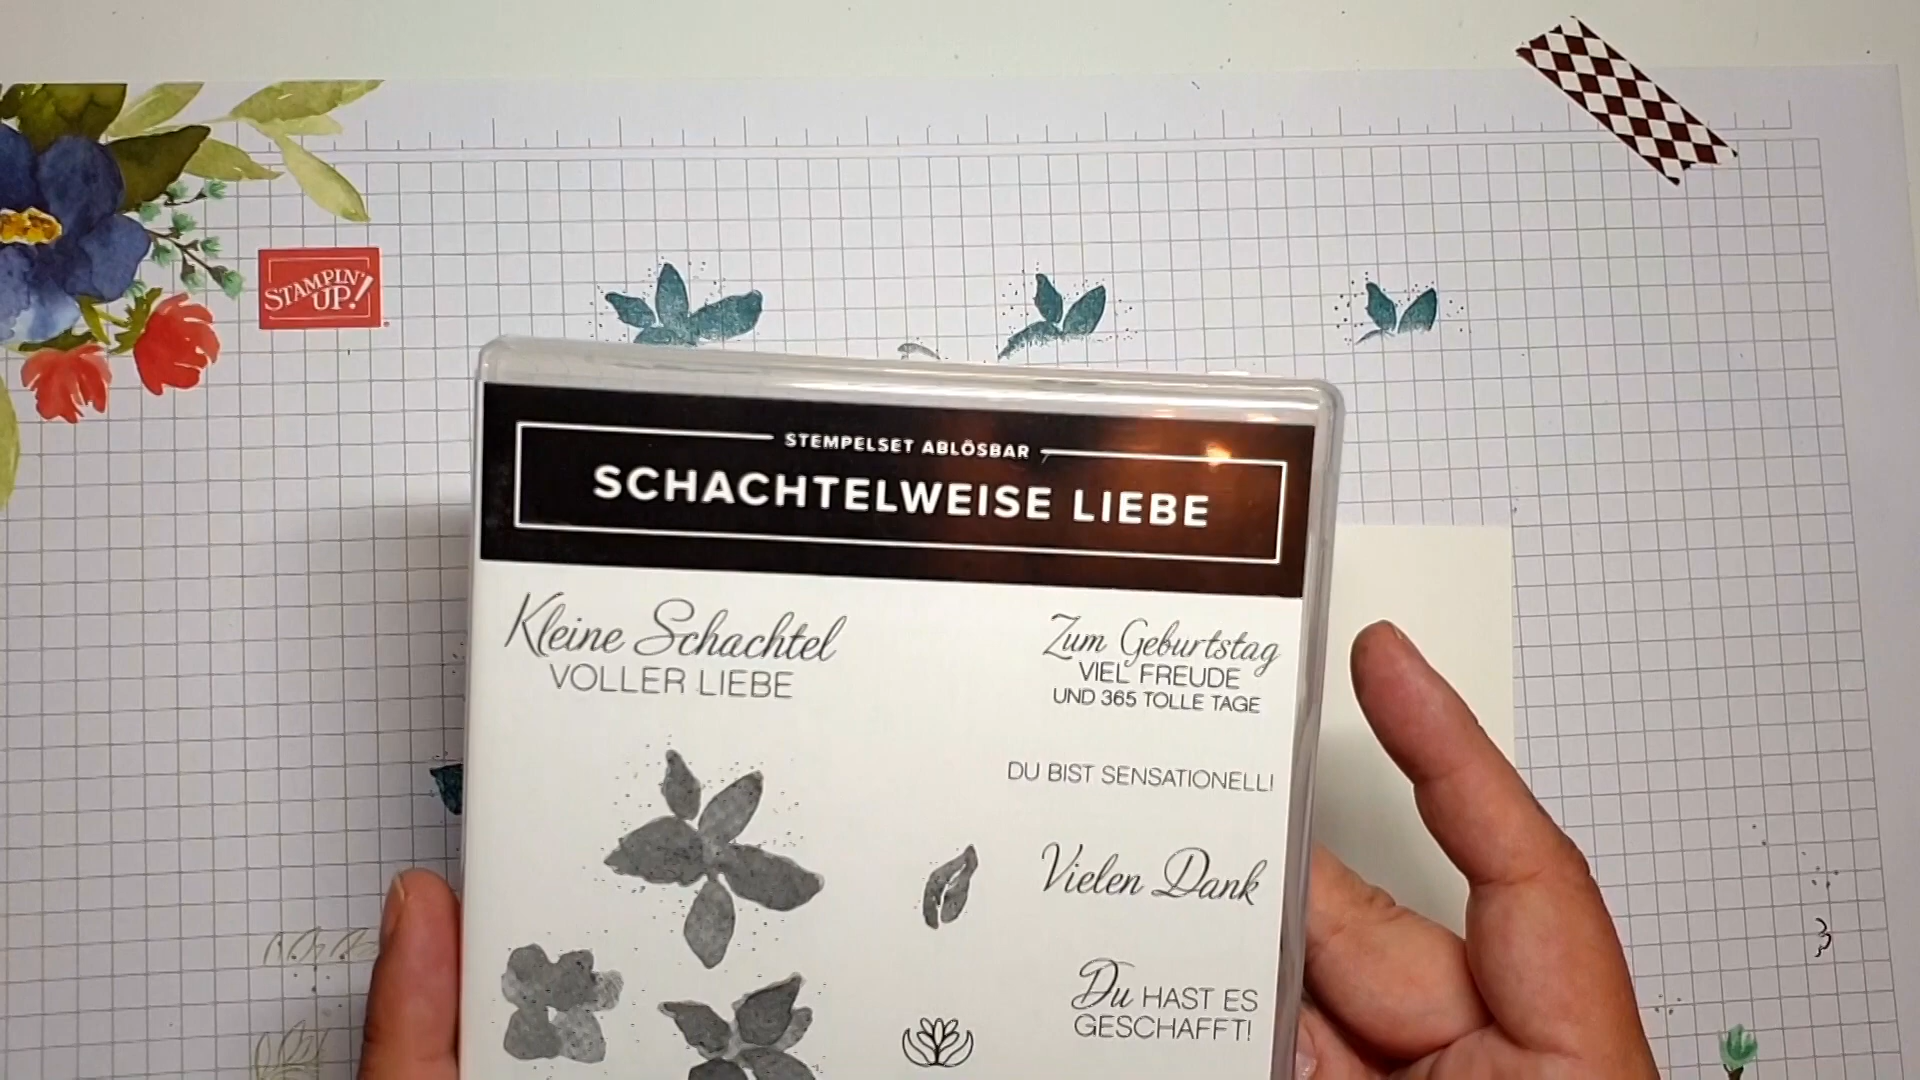 STAMPIN'
UP!
STEMPELSET ABLÖSBAR
SCHACHTELWEISE LIEBE
Kleine Schachtel
VOLLER LIEBE
Zum Geburtstag
VIEL FREUDE
UND 365 TOLLE TAGE
DU BIST SENSATIONELL!
Vielen Dank
Du HAST ES
GESCHAFFT!